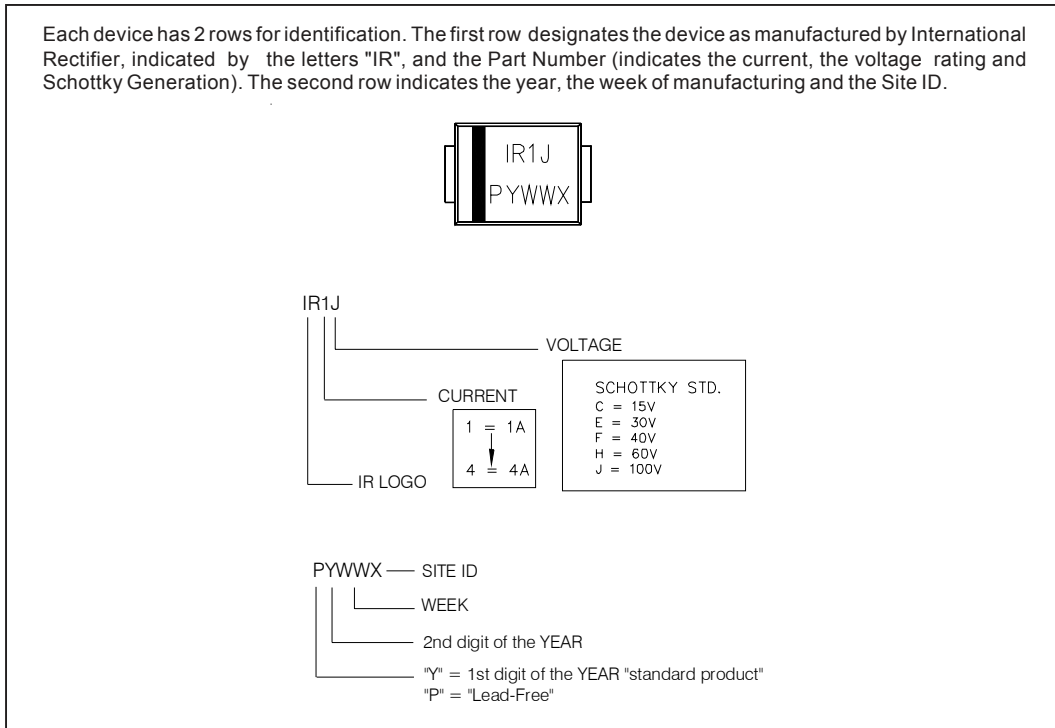 Each device has 2 rows for identification. The first row designates the device as manufactured by International
Rectifier, indicated by the letters "IR", and the Part Number (indicates the current, the voltage rating and
Schottky Generation). The second row indicates the year, the week of manufacturing and the Site ID.
IR1J
PYWWX
IR1J
VOLTAGE
SCHOTTKY STD.
C = 15V
E = 30V
F = 40V
H = 60V
J = 100V
CURRENT
1 = 1A
4 = 4A
IR LOGO
PYWWX
SITE ID
WEEK
2nd digit of the YEAR
"Y" = 1st digit of the YEAR "standard product"
"P" = "Lead-Free"